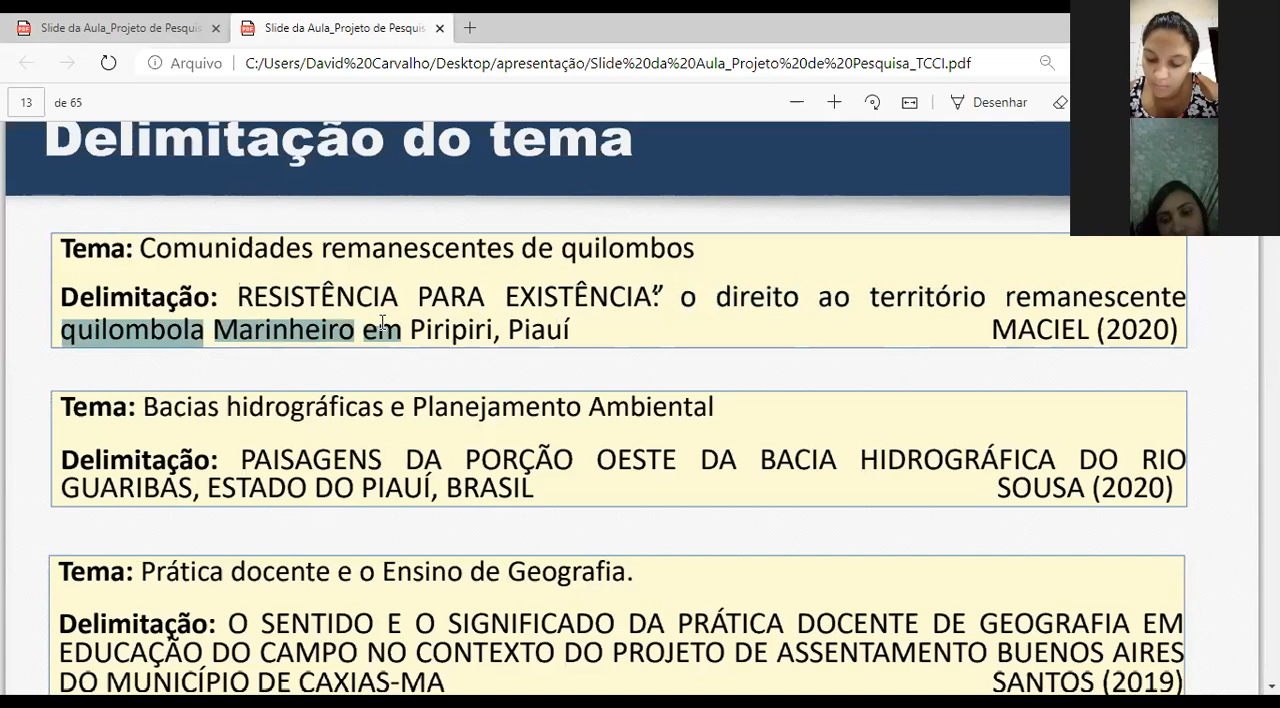 Slide da Aula_Projeto de Pesquis
Slide da Aula_Projeto de Pesquis
Arquivo
C:/Users/David%20Carvalho/Desktop/apresentação/Slide%20da%20Aula_Projeto%20de%20Pesquisa_TCCI.pdf
13 de 65
Desenhar
Delimitação do tema
Tema: Comunidades remanescentes de quilombos
Delimitação: RESISTÊNCIA PARA EXISTÊNCIA”: o direito ao território remanescente
quilombola Marinheiro em Piripiri, Piauí MACIEL (2020)
Tema: Bacias hidrográficas e Planejamento Ambiental
Delimitação: PAISAGENS DA PORÇÃO OESTE DA BACIA HIDROGRÁFICA DO RIO
GUARIBAS, ESTADO DO PIAUÍ, BRASIL SOUSA (2020)
Tema: Prática docente e o Ensino de Geografia.
Delimitação: O SENTIDO E O SIGNIFICADO DA PRÁTICA DOCENTE DE GEOGRAFIA EM
EDUCAÇÃO DO CAMPO NO CONTEXTO DO PROJETO DE ASSENTAMENTO BUENOS AIRES
DO MUNICÍPIO DE CAXIAS-MA SANTOS (2019)